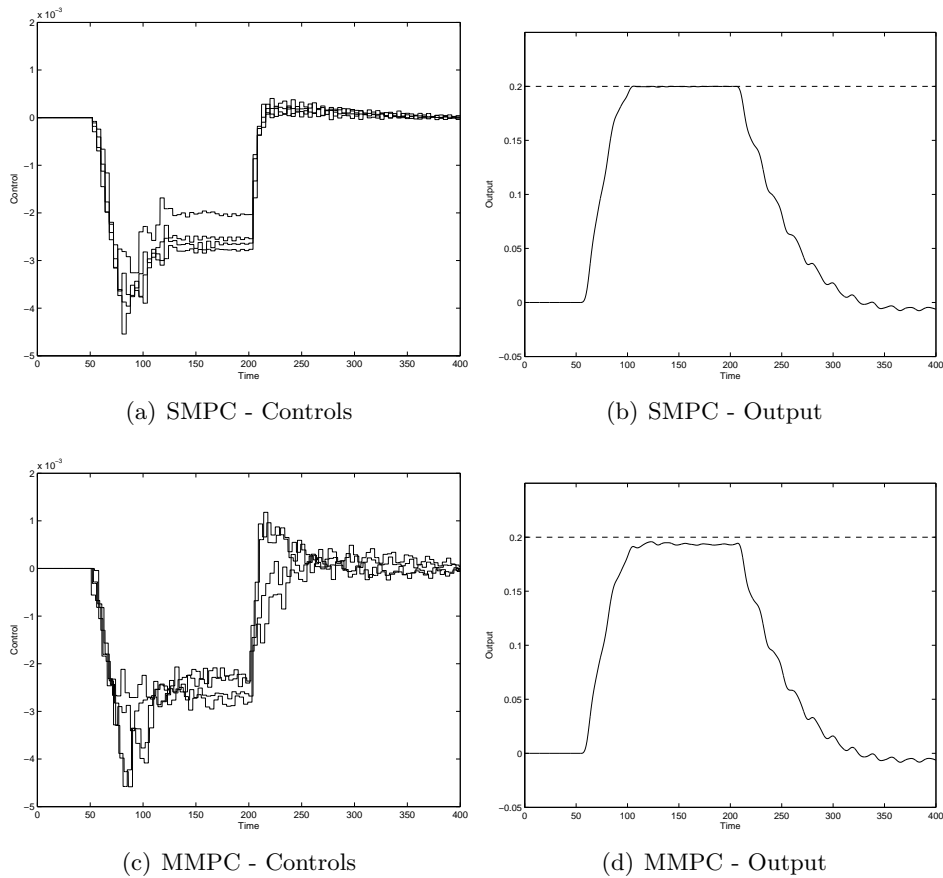 x 10⁻³
2
1
0
−1
−2
−3
−4
−5
0 50 100 150 200 250 300 350 400
Time
Control
(a) SMPC - Controls
0.2
0.15
0.1
0.05
0
−0.05
0 50 100 150 200 250 300 350 400
Time
Output
(b) SMPC - Output
x 10⁻³
2
1
0
−1
−2
−3
−4
−5
0 50 100 150 200 250 300 350 400
Time
Control
(c) MMPC - Controls
0.2
0.15
0.1
0.05
0
−0.05
0 50 100 150 200 250 300 350 400
Time
Output
(d) MMPC - Output